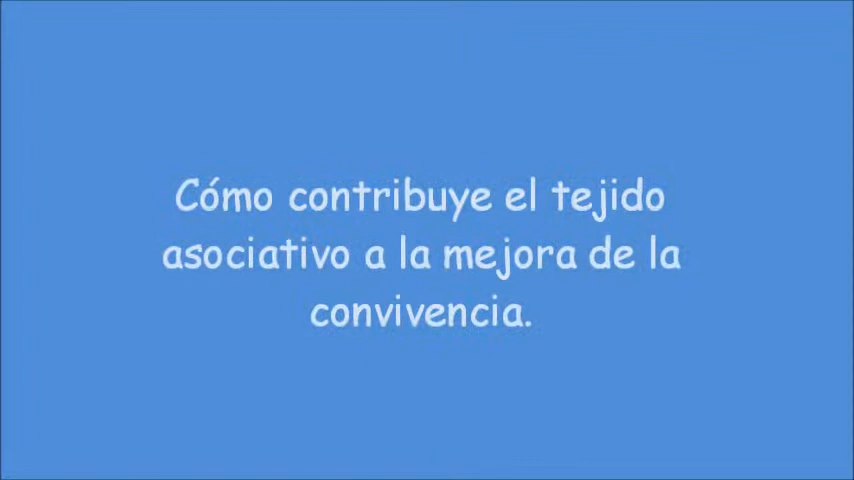 Cómo contribuye el tejido
asociativo a la mejora de la
convivencia.